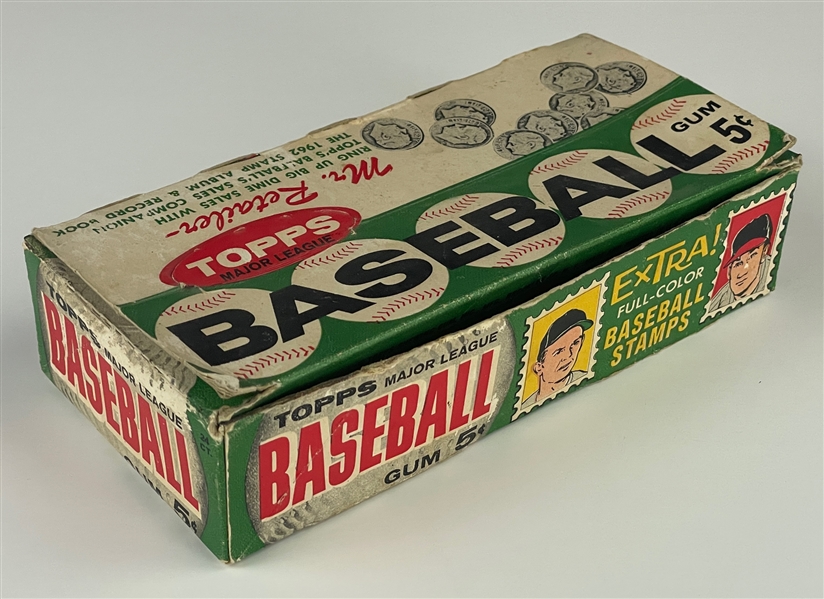 Mr. Retailer-
RING UP BIG DIME SALES WITH
TOPPS BASEBALL'S COMPANION
THE 1962 STAMP ALBUM & RECORD BOOK
TOPPS
MAJOR LEAGUE
BASEBALL
GUM
5¢
TOPPS MAJOR LEAGUE
BASEBALL
GUM 5¢
EXTRA!
FULL-COLOR
BASEBALL
STAMPS
TOPPS
MAJOR LEAGUE
BASEBALL
GUM 5¢